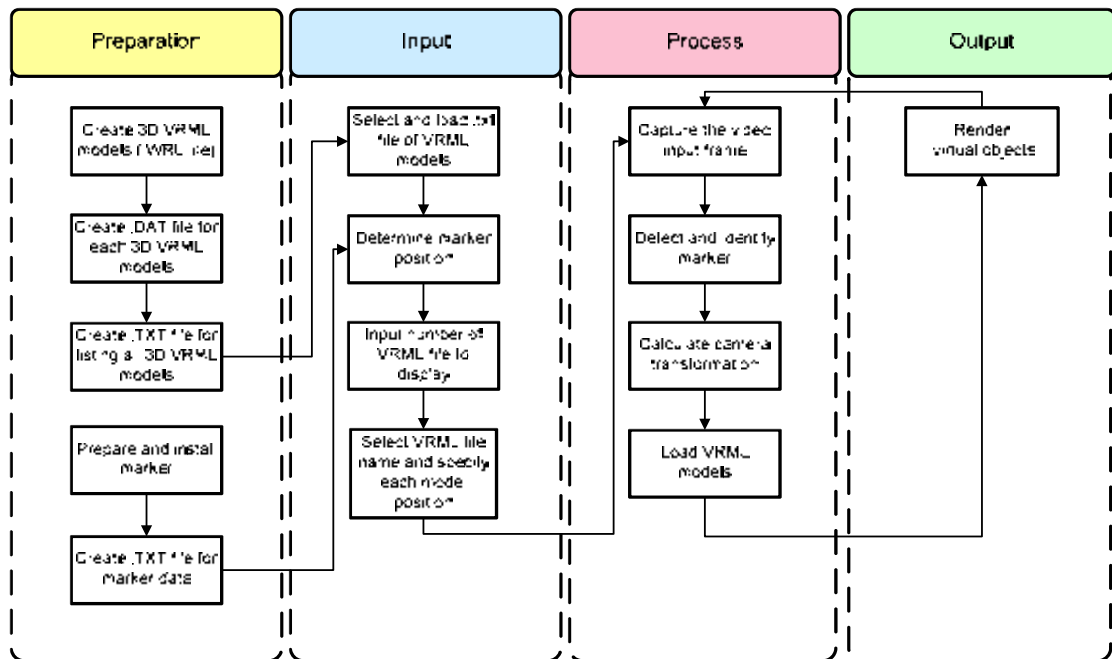 Preparation
Input
Process
Output
Create 3D VRML
models
Create .DAT file for
each 3D VRML
models
Create .TXT file for
listing all 3D VRML
models
Prepare and install
marker
Create .TXT file for
marker data
Select and load .txt
file of VRML
models
Determine marker
position
Input number of
VRML file to
display
Select VRML file
name and specify
each model
position
Capture the video
input frame
Detect and identify
marker
Calculate camera
transformation
Load VRML
models
Render
virtual objects